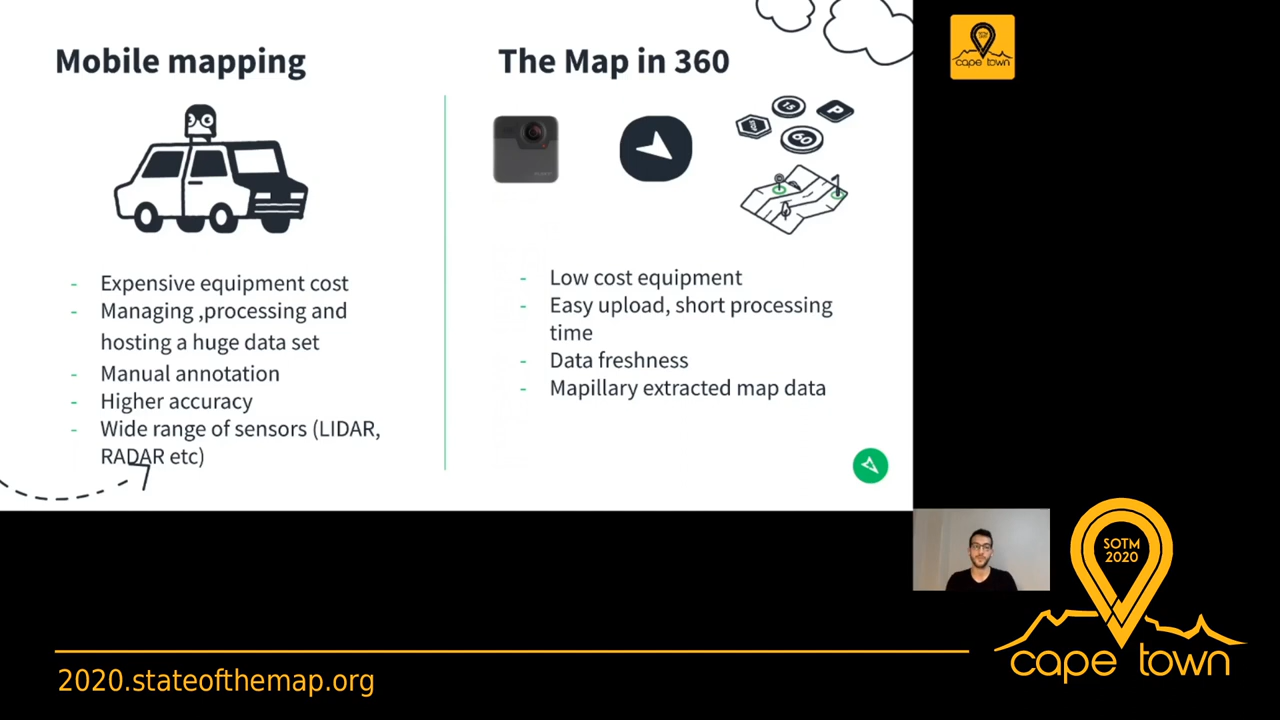 Mobile mapping
- Expensive equipment cost
- Managing ,processing and
hosting a huge data set
- Manual annotation
- Higher accuracy
- Wide range of sensors (LIDAR,
RADAR etc)
The Map in 360
15
P
60
- Low cost equipment
- Easy upload, short processing
time
- Data freshness
- Mapillary extracted map data
cape town
SOTM
2020
cape town
2020.stateofthemap.org